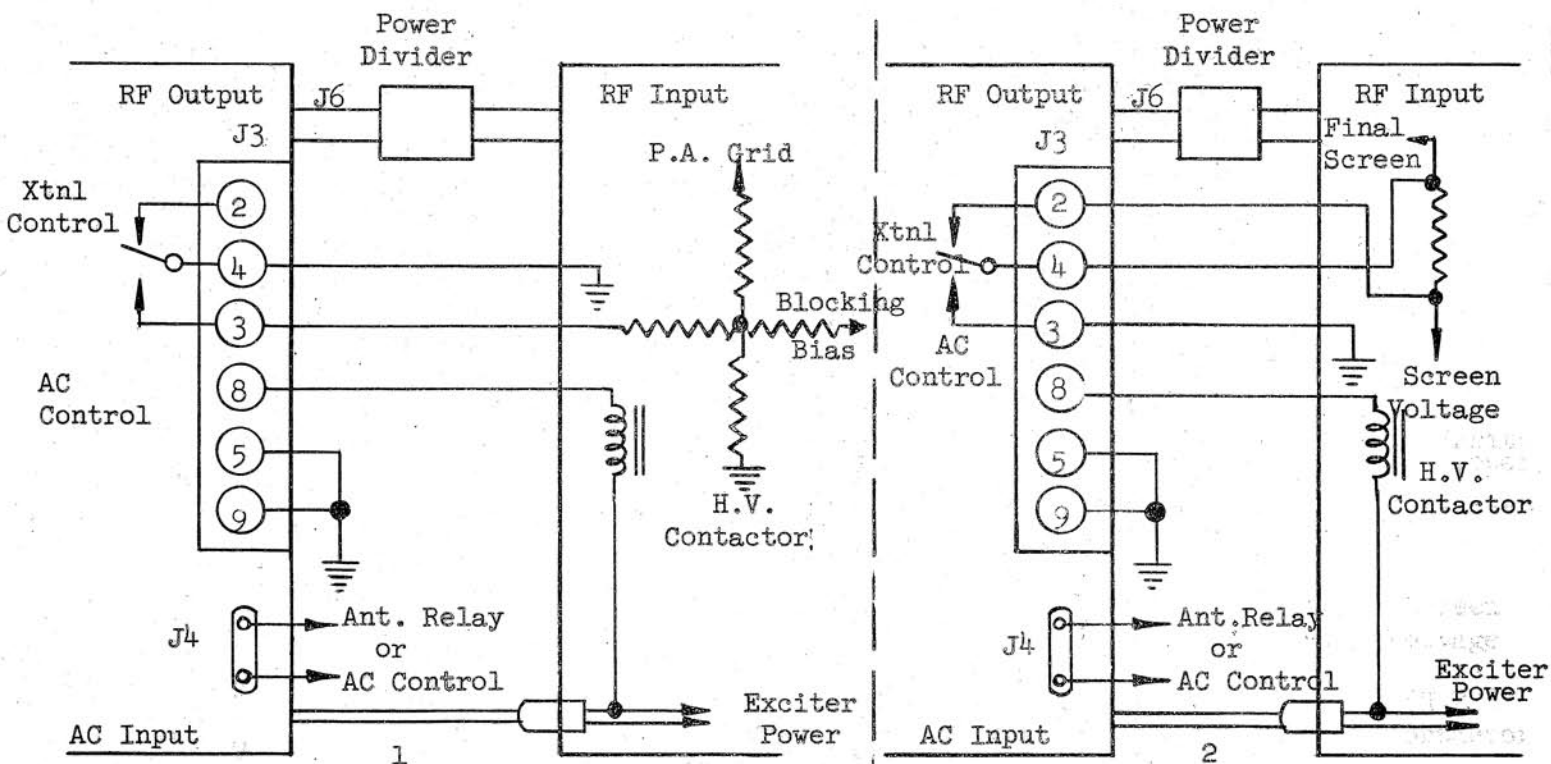 Power
Divider
RF Output
J6
RF Input
J3
P.A. Grid
Xtnl
Control
2
4
3
8
5
9
Blocking
Bias
AC
Control
H.V.
Contactor
J4
Ant. Relay
or
AC Control
AC Input
Exciter
Power
1
Power
Divider
RF Output
J6
RF Input
J3
Final
Screen
Xtnl
Control
2
4
3
8
5
9
AC
Control
Screen
Voltage
H.V.
Contactor
J4
Ant.Relay
or
AC Control
Exciter
Power
AC Input
2